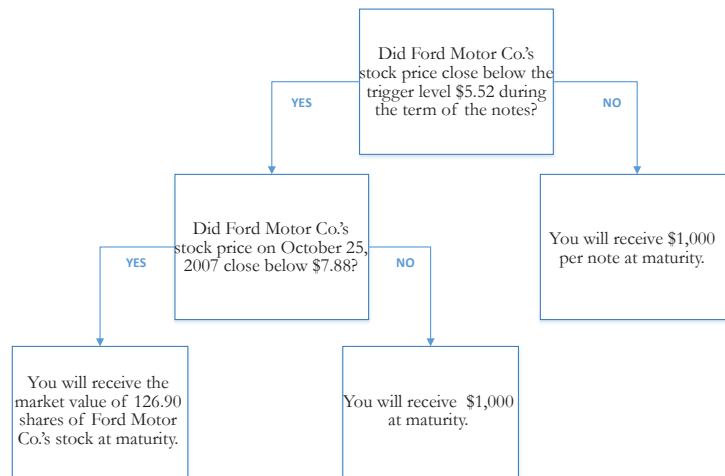 Did Ford Motor Co.'s
stock price close below the
trigger level $5.52 during
the term of the notes?
YES
NO
Did Ford Motor Co.'s
stock price on October 25,
2007 close below $7.88?
You will receive $1,000
per note at maturity.
YES
NO
You will receive the
market value of 126.90
shares of Ford Motor
Co.'s stock at maturity.
You will receive $1,000
at maturity.